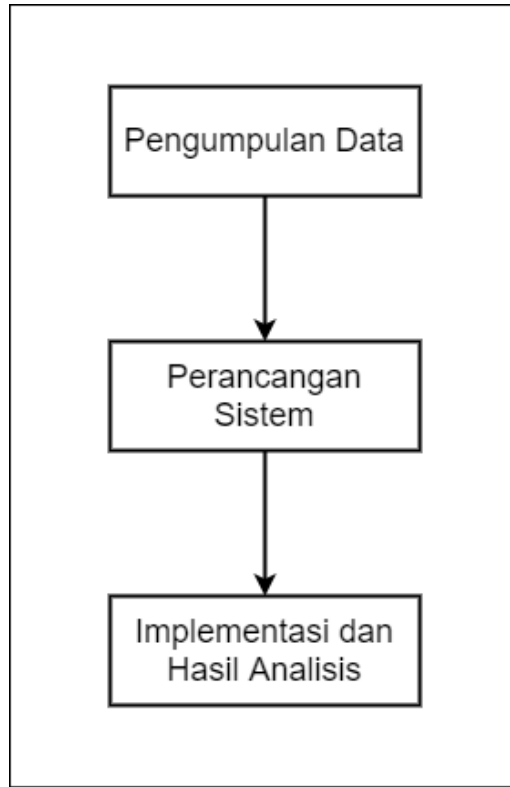 Pengumpulan Data
Perancangan
Sistem
Implementasi dan
Hasil Analisis